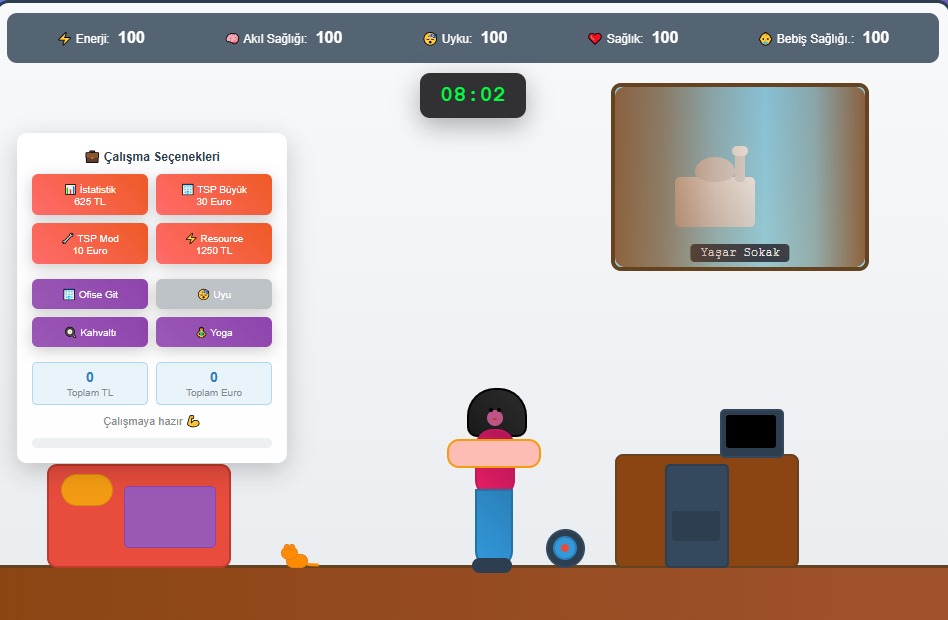 ⚡ Enerji: 100
🧠 Akıl Sağlığı: 100
😴 Uyku: 100
❤️ Sağlık: 100
👶 Bebiş Sağlığı.: 100
08:02
💼 Çalışma Seçenekleri
📊 İstatistik
625 TL
🏢 TSP Büyük
30 Euro
🦴 TSP Mod
10 Euro
⚡ Resource
1250 TL
🏢 Ofise Git
😴 Uyu
🍳 Kahvaltı
🧘 Yoga
0
Toplam TL
0
Toplam Euro
Çalışmaya hazır 💪
Yaşar Sokak